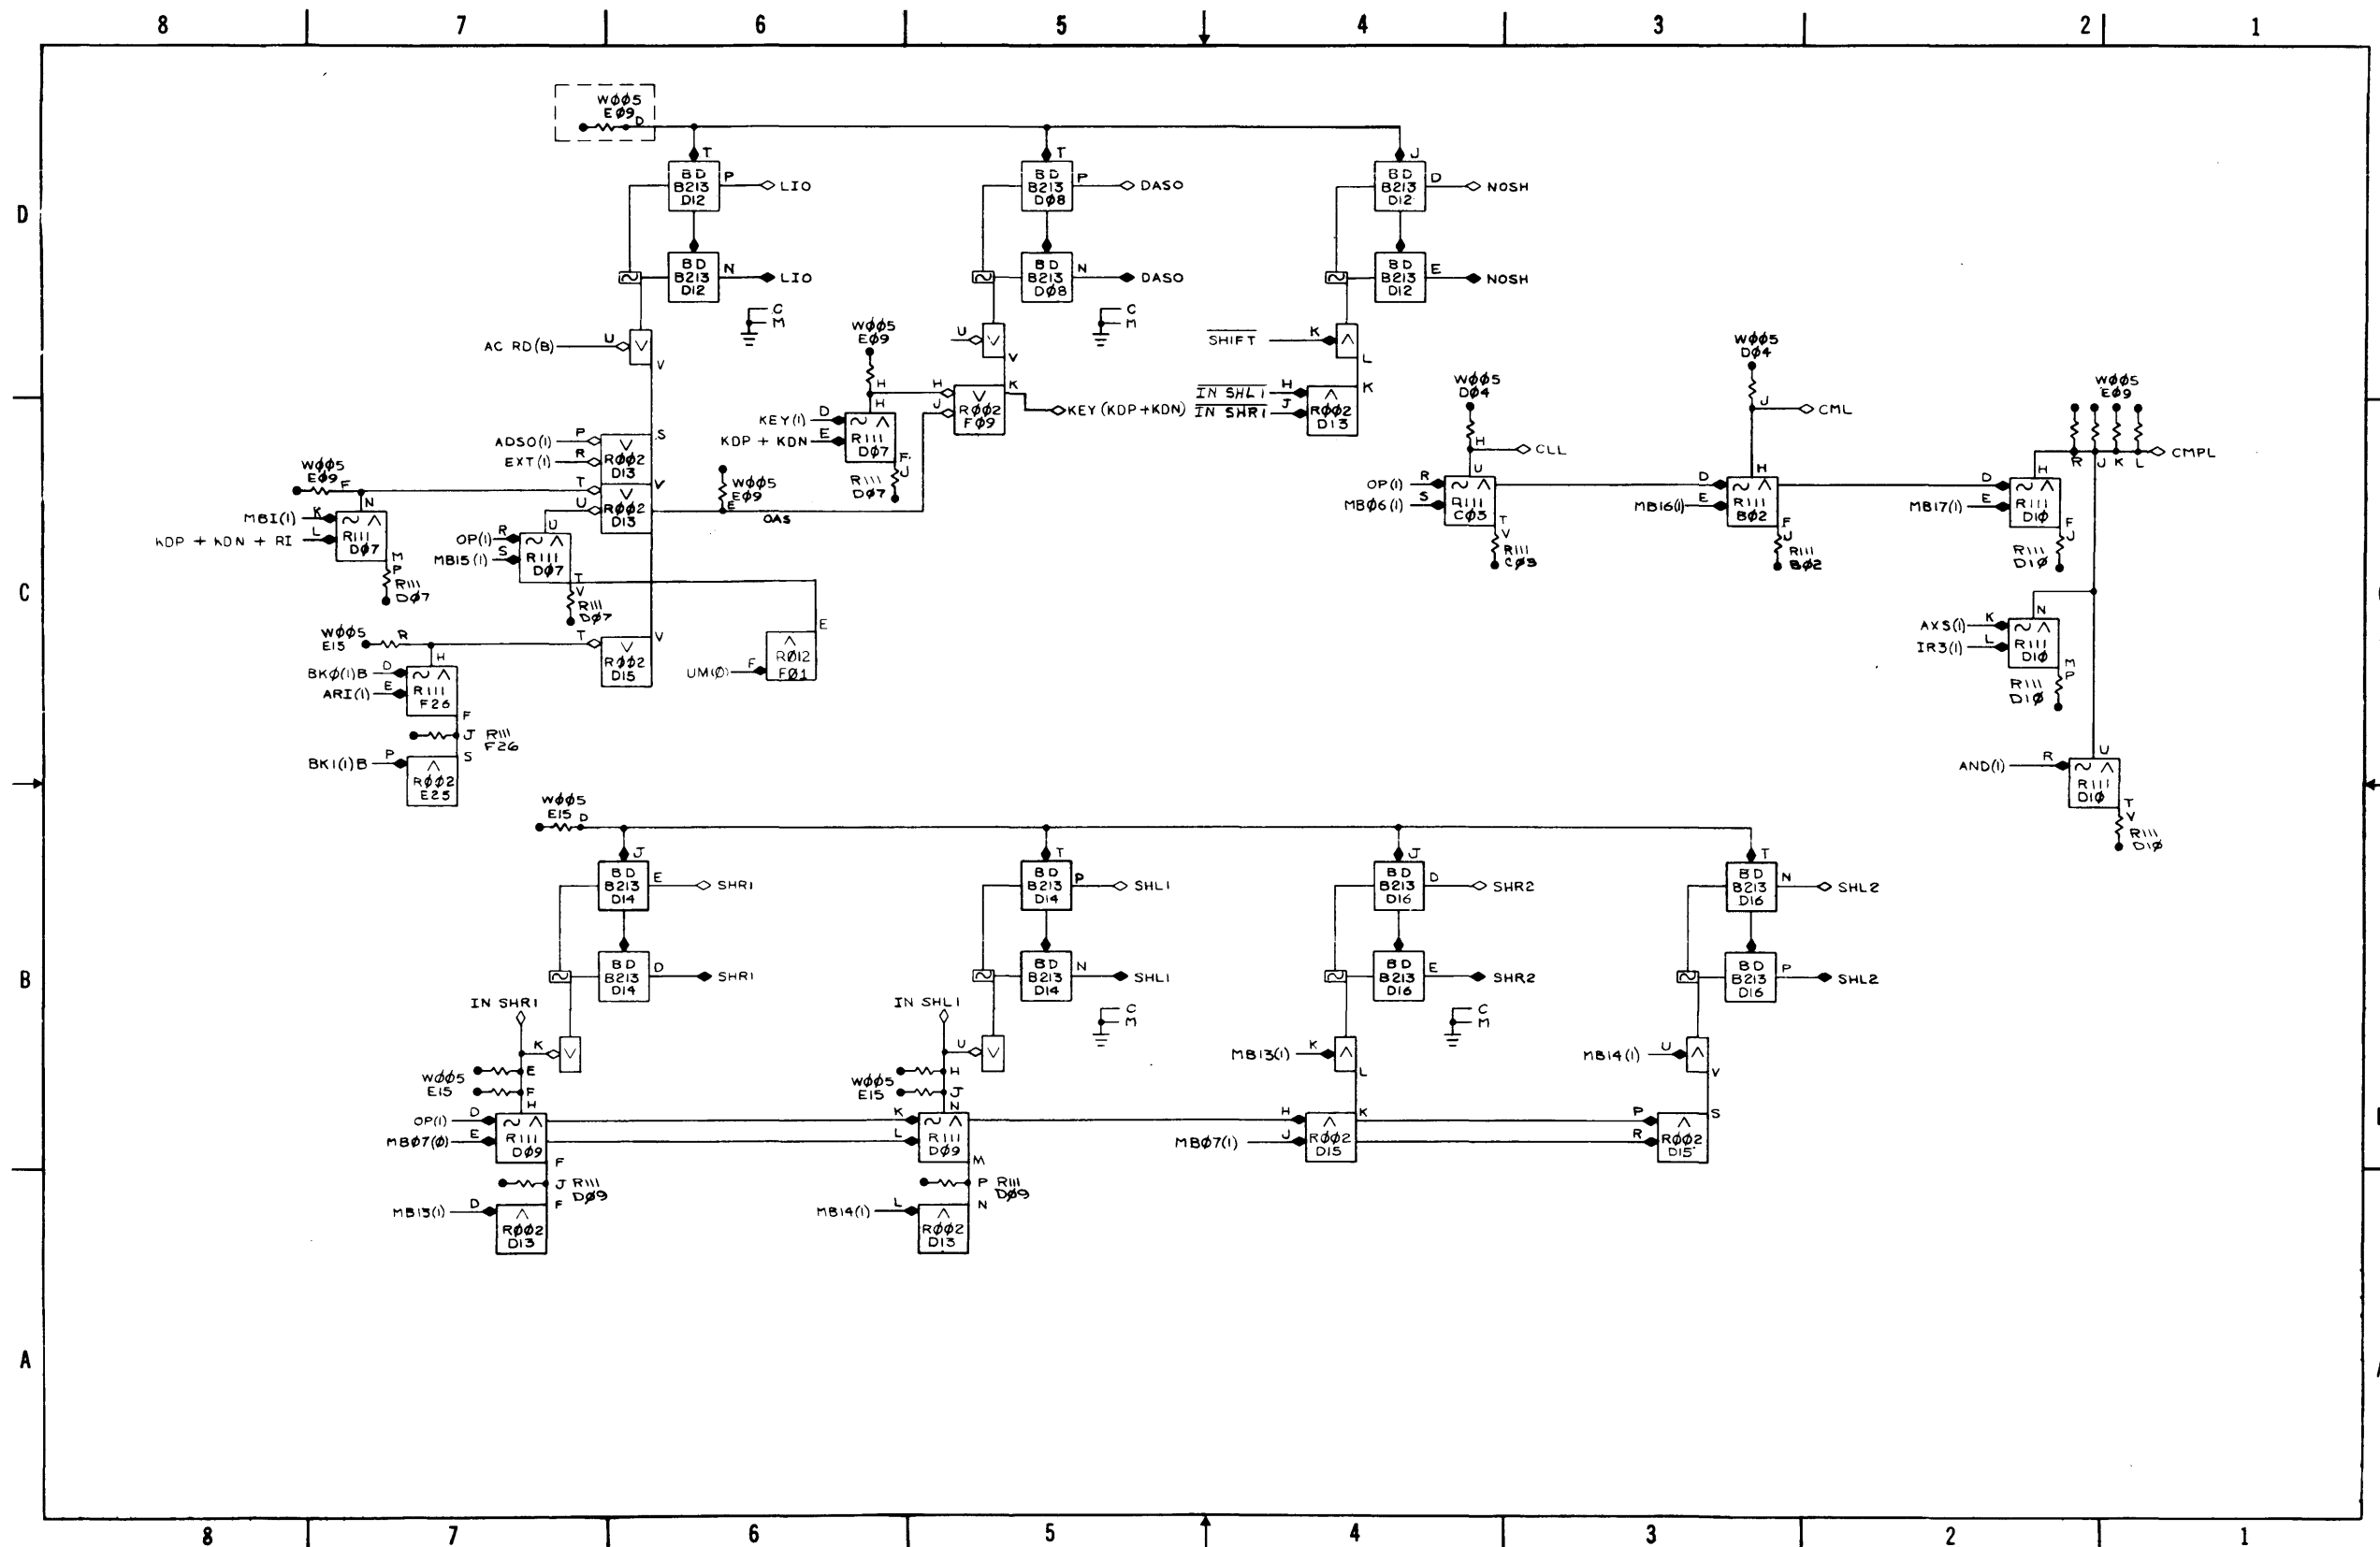 8 7 6 5 4 3 2 1
D
C
B
A
WØØ5
EØ9
D
T
BD
B213
D12
P
LIO
BD
B213
D12
N
LIO
C
M
AC RD(B)
U
V
V
T
BD
B213
DØ8
P
DASO
BD
B213
DØ8
N
DASO
C
M
U
V
V
J
BD
B213
D12
D
NOSH
BD
B213
D12
E
NOSH
SHIFT
K
Λ
L
IN SHL1
H
IN SHR1
J
K
Λ
RØØ2
D13
WØØ5
EØ9
H
H
KEY(1)
D
KDP + KDN
E
~ Λ
R111
DØ7
F
J
R111
DØ7
H
J
K
V
RØØ2
FØ9
KEY (KDP+KDN)
ADSO(1)
P
EXT(1)
R
S
V
RØØ2
D13
T
U
V
V
RØØ2
D13
WØØ5
EØ9
E
OAS
WØØ5
EØ9
F
N
MBI(1)
K
KDP + KDN + RI
L
~ Λ
R111
DØ7
M
P
R111
DØ7
OP(1)
R
MB15(1)
S
U
~ Λ
R111
DØ7
T
V
R111
DØ7
WØØ5
E15
R
T
V
V
RØØ2
D15
UM(Ø)
F
E
Λ
RØ12
FØ1
BKØ(1)B
D
ARI(1)
E
H
~ Λ
R111
F26
F
J
R111
F26
BK1(1)B
P
S
Λ
RØØ2
E25
WØØ5
DØ4
H
CLL
OP(1)
R
MBØ6(1)
S
U
~ Λ
R111
CØ3
T
V
R111
CØ3
WØØ5
DØ4
J
CML
D
MB16(1)
E
H
~ Λ
R111
BØ2
F
J
R111
BØ2
WØØ5
EØ9
R J K L
CMPL
D
MB17(1)
E
H
~ Λ
R111
D1Ø
F
J
R111
D1Ø
AXS(1)
K
IR3(1)
L
N
~ Λ
R111
D1Ø
M
P
R111
D1Ø
AND(1)
R
U
~ Λ
R111
D1Ø
T
V
R111
D1Ø
WØØ5
E15
D
J
BD
B213
D14
E
SHR1
BD
B213
D14
D
SHR1
IN SHR1
K
V
WØØ5
E15
E
F
H
OP(1)
D
MBØ7(Ø)
E
~ Λ
R111
DØ9
F
J
R111
DØ9
MB13(1)
D
F
Λ
RØØ2
D13
T
BD
B213
D14
P
SHL1
BD
B213
D14
N
SHL1
C
M
IN SHL1
U
V
WØØ5
E15
H
J
N
K
L
~ Λ
R111
DØ9
M
P
R111
DØ9
MB14(1)
L
N
Λ
RØØ2
D13
J
BD
B213
D16
D
SHR2
BD
B213
D16
E
SHR2
C
M
MB13(1)
K
Λ
L
H
MBØ7(1)
J
K
Λ
RØØ2
D15
T
BD
B213
D16
N
SHL2
BD
B213
D16
P
SHL2
MB14(1)
U
Λ
V
P
R
S
Λ
RØØ2
D15
8 7 6 5 4 3 2 1